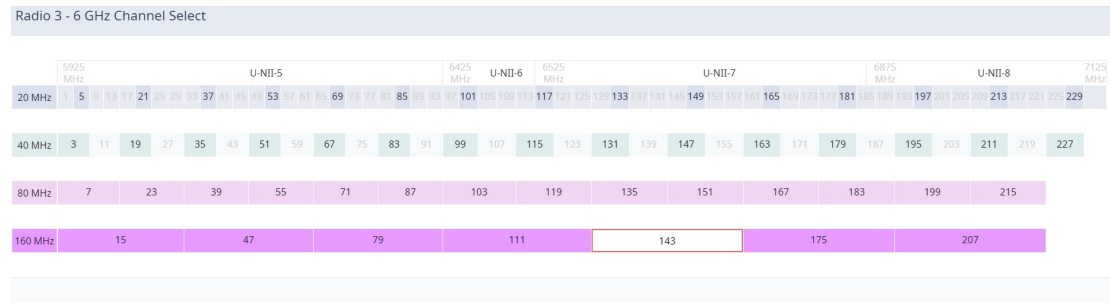 Radio 3 - 6 GHz Channel Select
5925 MHz U-NII-5 6425 MHz U-NII-6 6525 MHz U-NII-7 6875 MHz U-NII-8 7125 MHz
20 MHz 1 5 9 13 17 21 25 29 33 37 41 45 49 53 57 61 65 69 73 77 81 85 89 93 97 101 105 109 113 117 121 125 129 133 137 141 145 149 153 157 161 165 169 173 177 181 185 189 193 197 201 205 209 213 217 221 225 229
40 MHz 3 11 19 27 35 43 51 59 67 75 83 91 99 107 115 123 131 139 147 155 163 171 179 187 195 203 211 219 227
80 MHz 7 23 39 55 71 87 103 119 135 151 167 183 199 215
160 MHz 15 47 79 111 143 175 207